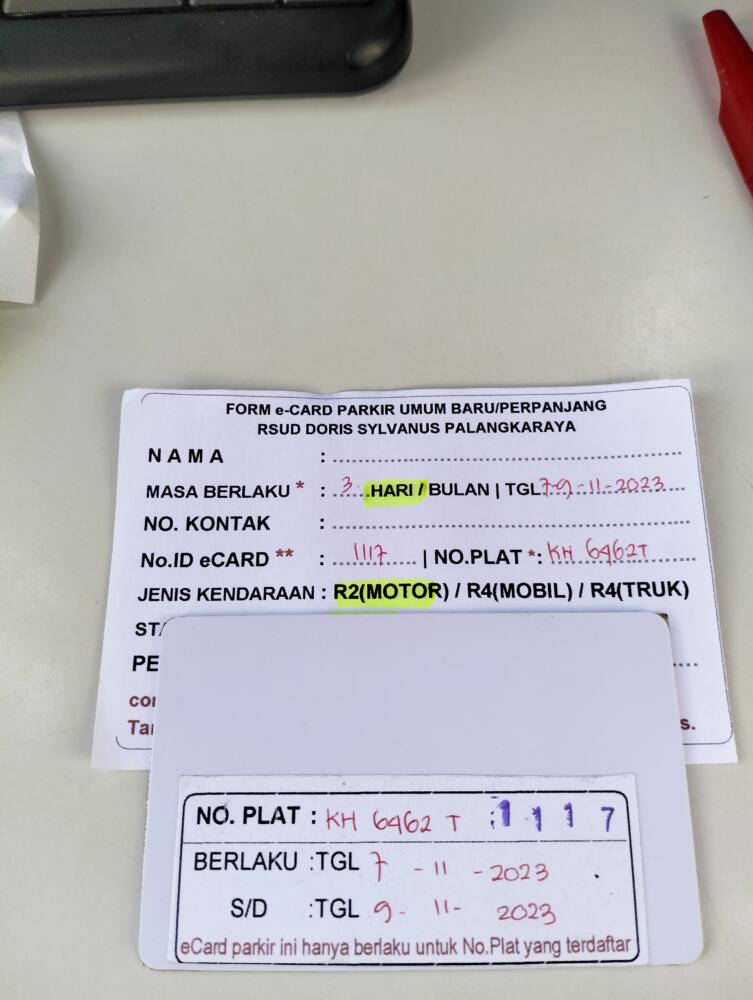 FORM e-CARD PARKIR UMUM BARU/PERPANJANG
RSUD DORIS SYLVANUS PALANGKARAYA
NAMA :
MASA BERLAKU * : 3 HARI / BULAN | TGL 7-9-11-2023
NO. KONTAK :
No.ID eCARD ** : 1117 | NO.PLAT *: KH 6462T
JENIS KENDARAAN : R2(MOTOR) / R4(MOBIL) / R4(TRUK)
NO. PLAT : KH 6462 T 1117
BERLAKU :TGL 7 - 11 - 2023
S/D :TGL 9- 11- 2023
eCard parkir ini hanya berlaku untuk No.Plat yang terdaftar